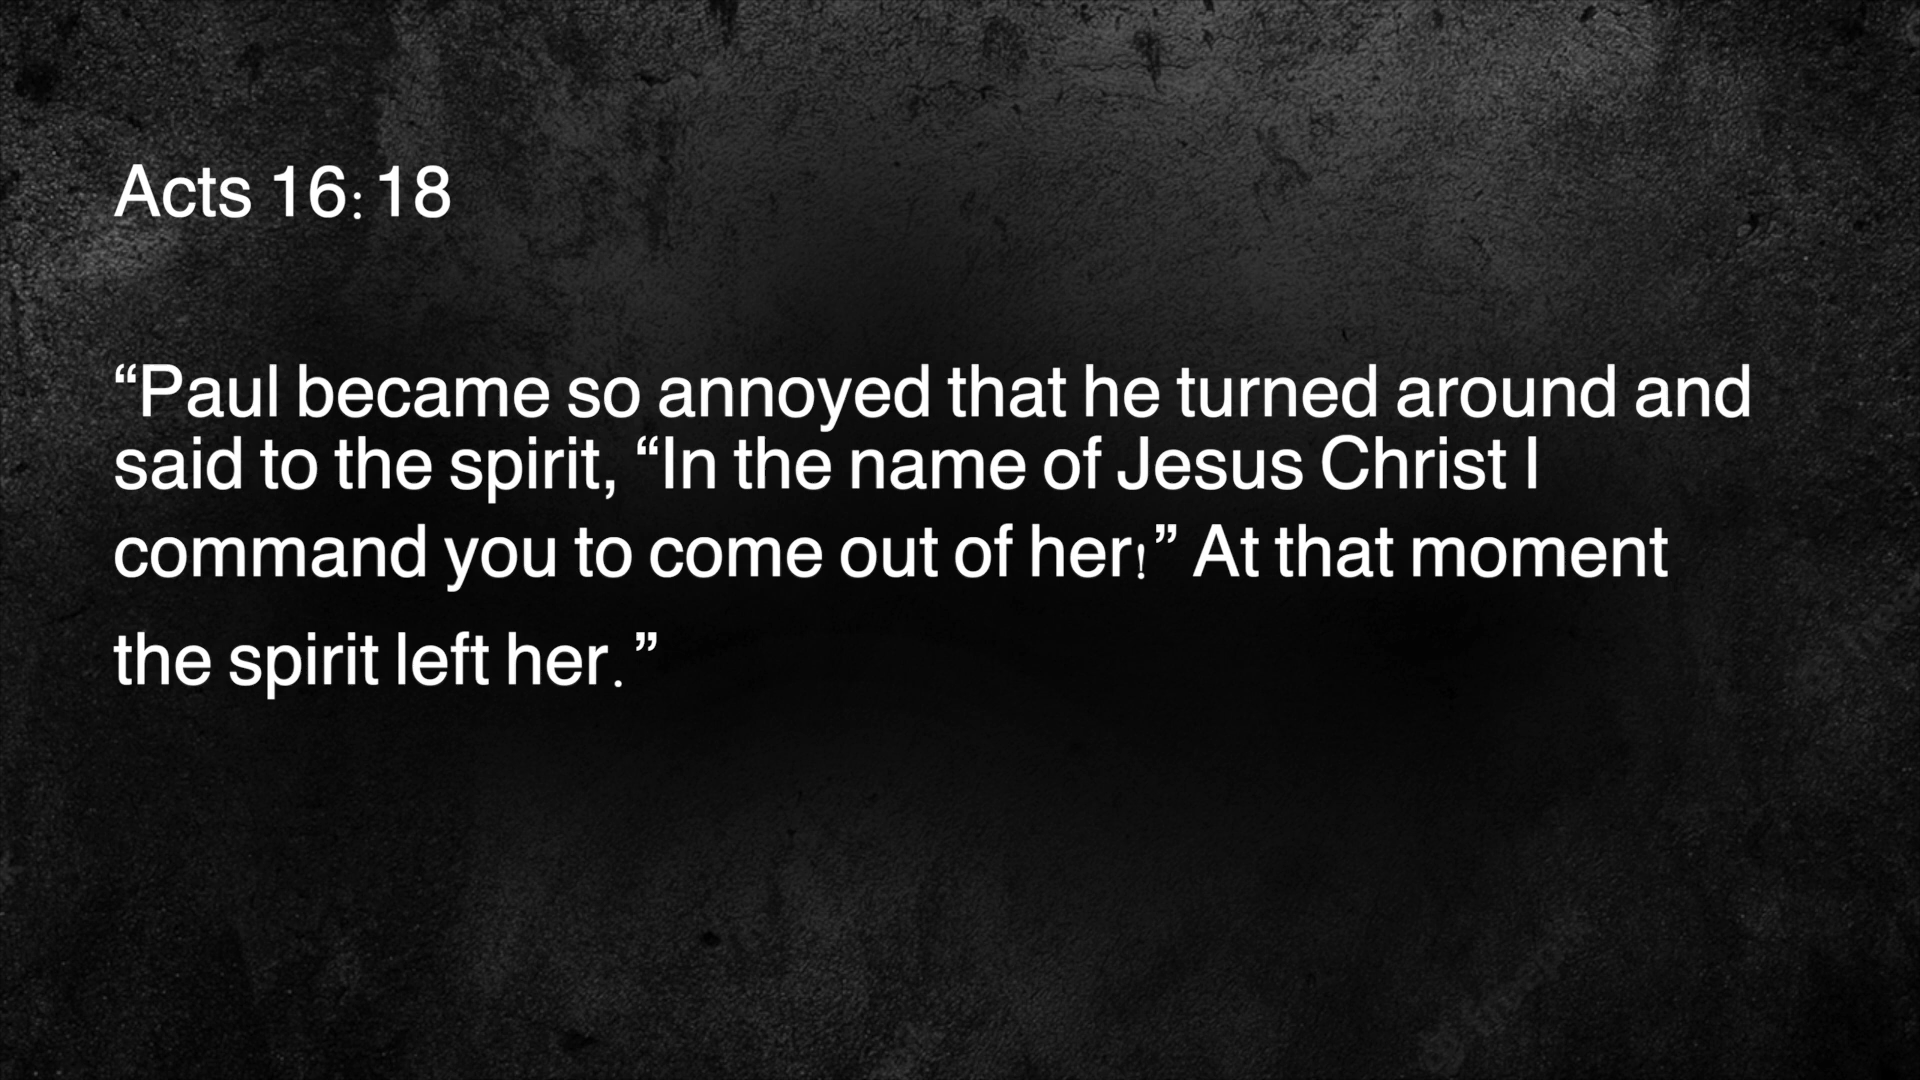 Acts 16:18
“Paul became so annoyed that he turned around and
said to the spirit, “In the name of Jesus Christ I
command you to come out of her!” At that moment
the spirit left her.”